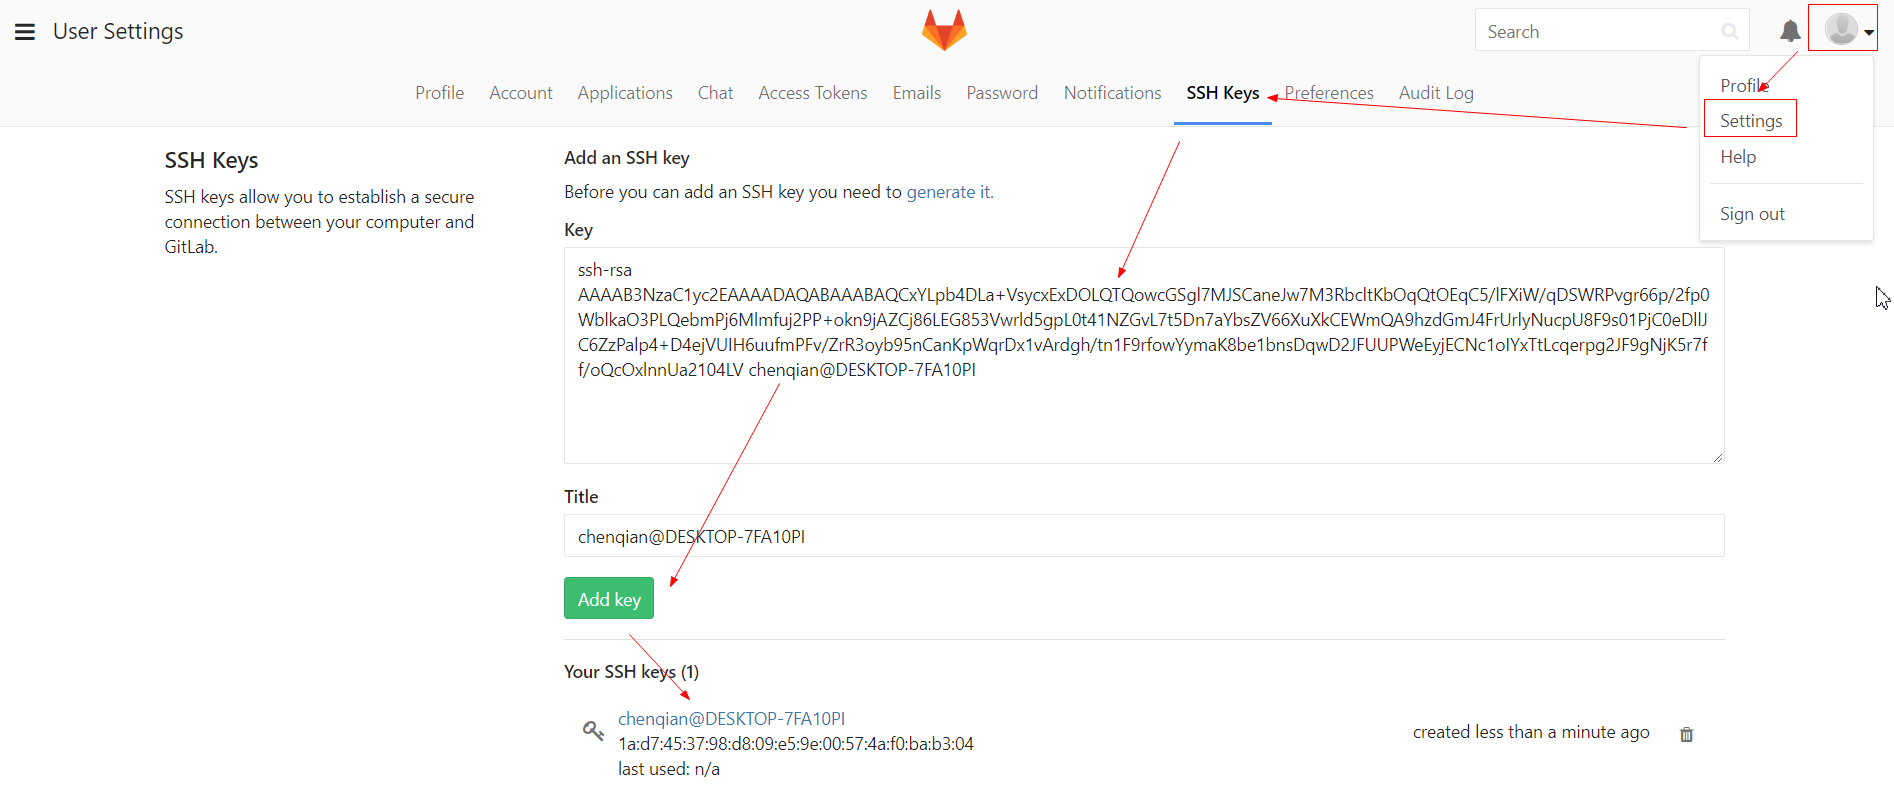 User Settings
Search
Profile Account Applications Chat Access Tokens Emails Password Notifications SSH Keys Preferences Audit Log
Profile
Settings
Help
Sign out
SSH Keys
SSH keys allow you to establish a secure
connection between your computer and
GitLab.
Add an SSH key
Before you can add an SSH key you need to generate it.
Key
ssh-rsa
AAAAB3NzaC1yc2EAAAADAQABAAABAQCxYLpb4DLa+VsycxExDOLQTQowcGSgl7MJSCaneJw7M3RbcltKbOqQtOEqC5/lFXiW/qDSWRPvgr66p/2fp0
WblkaO3PLQebmPj6Mlmfuj2PP+okn9jAZCj86LEG853Vwrld5gpL0t41NZGvL7t5Dn7aYbsZV66XuXkCEWmQA9hzdGmJ4FrUrlyNucpU8F9s01PjC0eDllJ
C6ZzPalp4+D4ejVUIH6uufmPFv/ZrR3oyb95nCanKpWqrDx1vArdgh/tn1F9rfowYymaK8be1bnsDqwD2JFUUPWeEyjECNc1oIYxTtLcqerpg2JF9gNjK5r7f
f/oQcOxlnnUa2104LV chenqian@DESKTOP-7FA10PI
Title
chenqian@DESKTOP-7FA10PI
Add key
Your SSH keys (1)
chenqian@DESKTOP-7FA10PI
1a:d7:45:37:98:d8:09:e5:9e:00:57:4a:f0:ba:b3:04
last used: n/a
created less than a minute ago